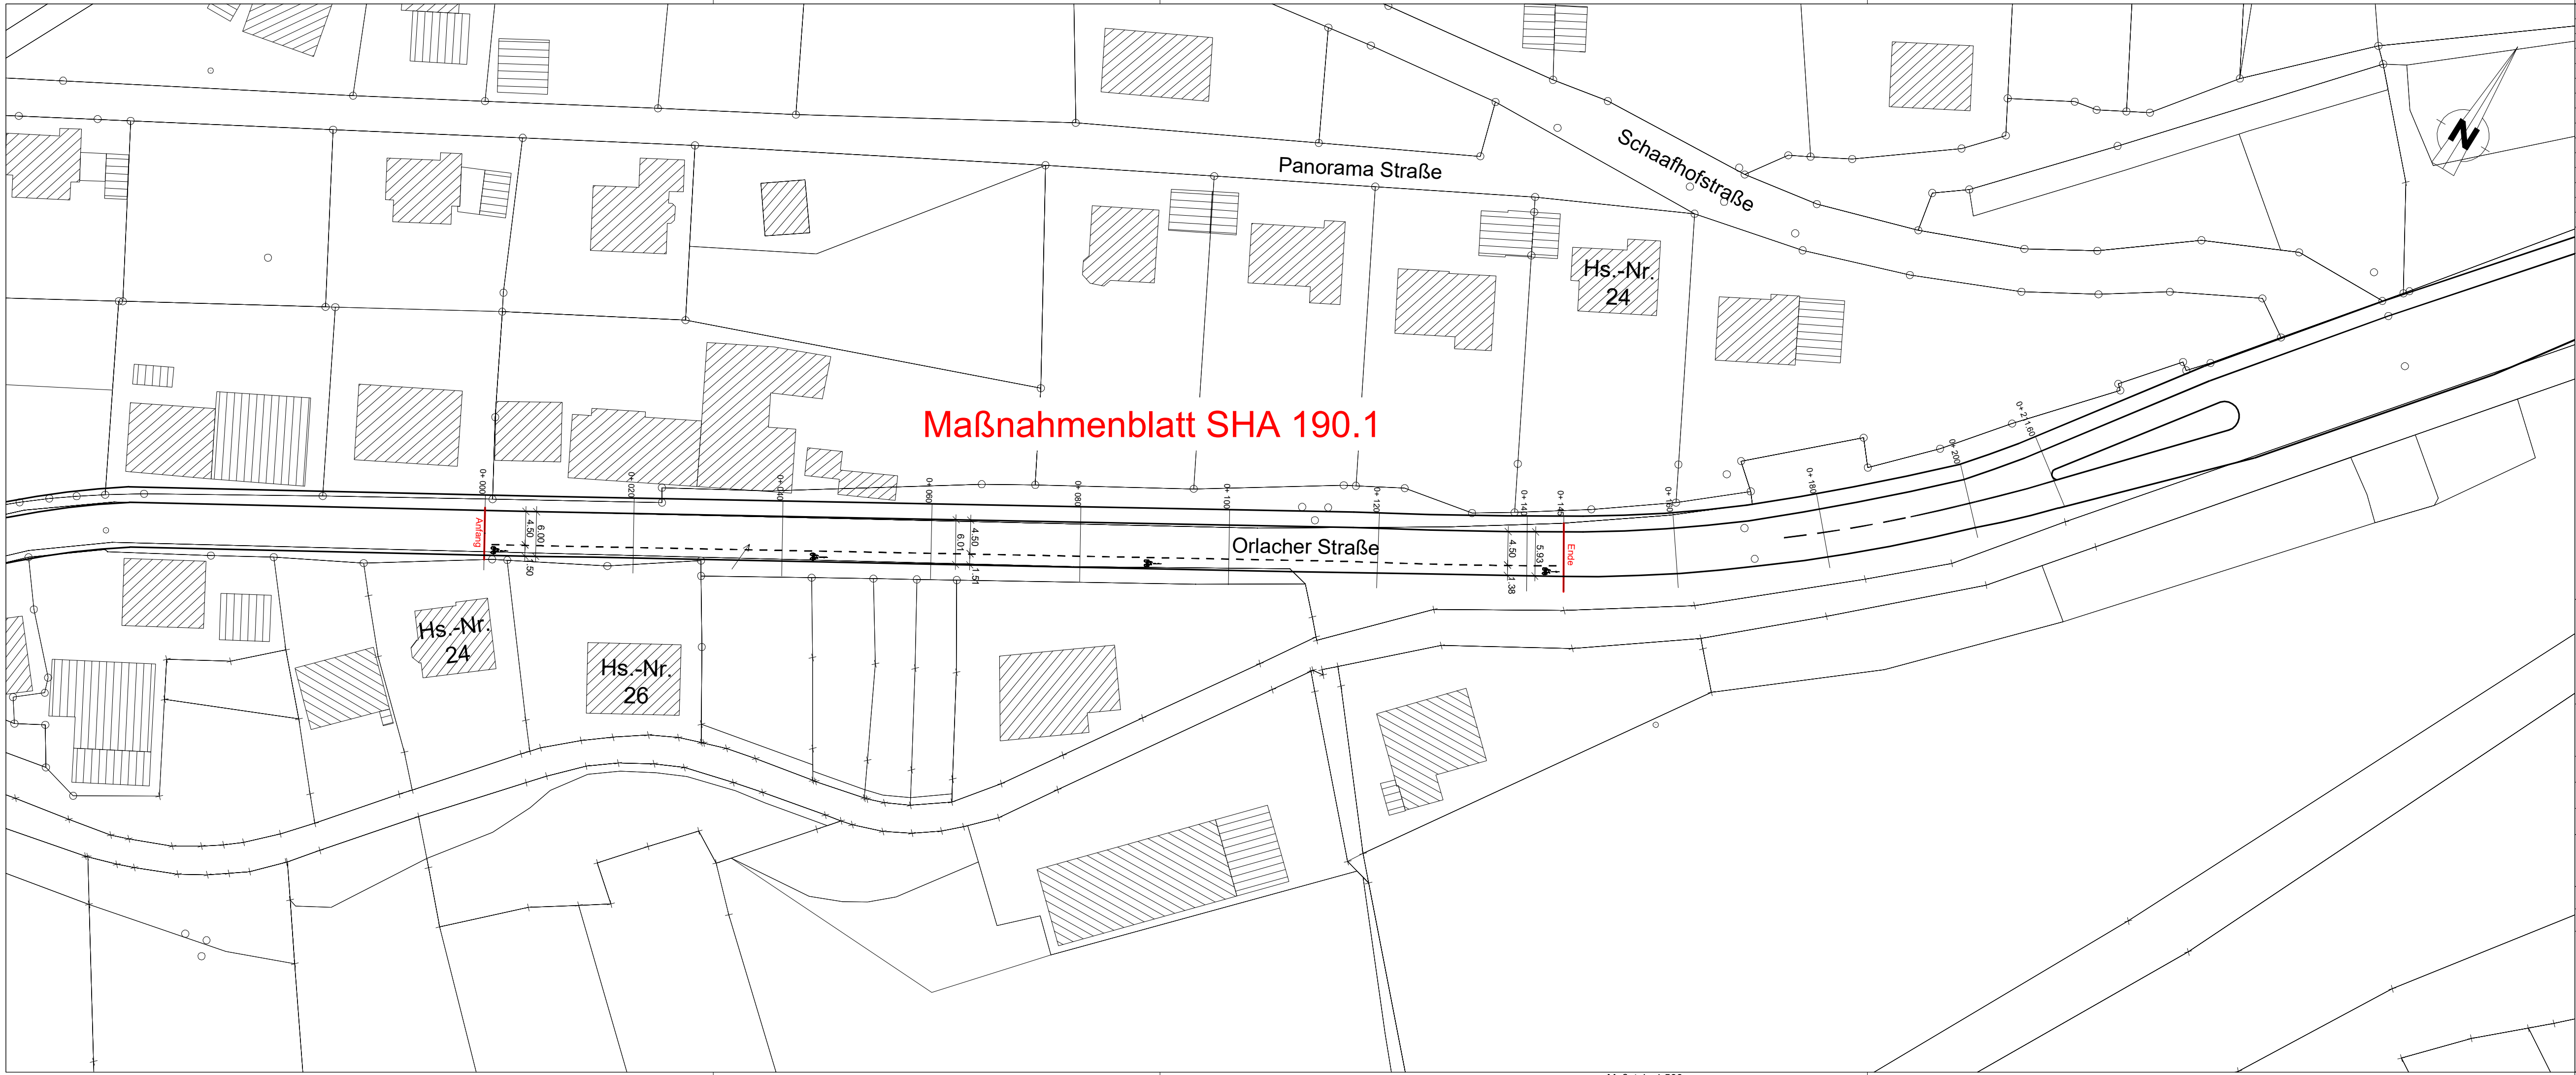 Panorama Straße
Schaafhofstraße
N
Hs.-Nr.
24
Maßnahmenblatt SHA 190.1
0+ 000
0+ 020
0+ 040
0+ 060
0+ 080
0+ 100
0+ 120
0+ 140
0+ 145
0+ 160
0+ 180
0+ 200
0+ 211.60
Anfang
4.50
6.00
1.50
4.50
6.01
1.51
Orlacher Straße
4.50
5.93
1.38
Ende
Hs.-Nr.
24
Hs.-Nr.
26